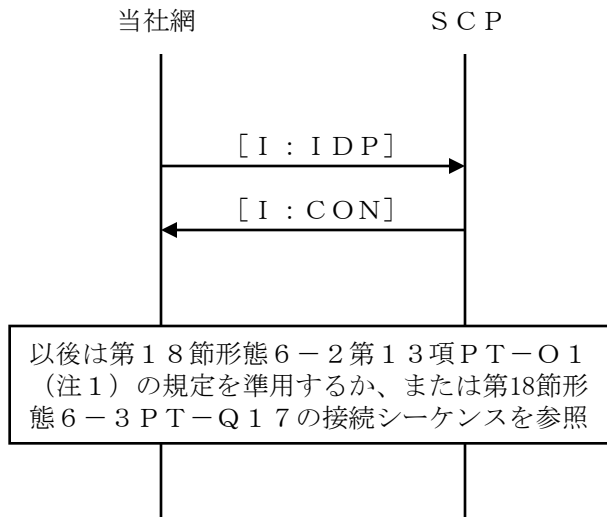 当社網　ＳＣＰ
［Ｉ：ＩＤＰ］
［Ｉ：ＣＯＮ］
以後は第１８節形態６－２第１３項ＰＴ－Ｏ１
（注１）の規定を準用するか、または第18節形
態６－３ＰＴ－Ｑ１７の接続シーケンスを参照